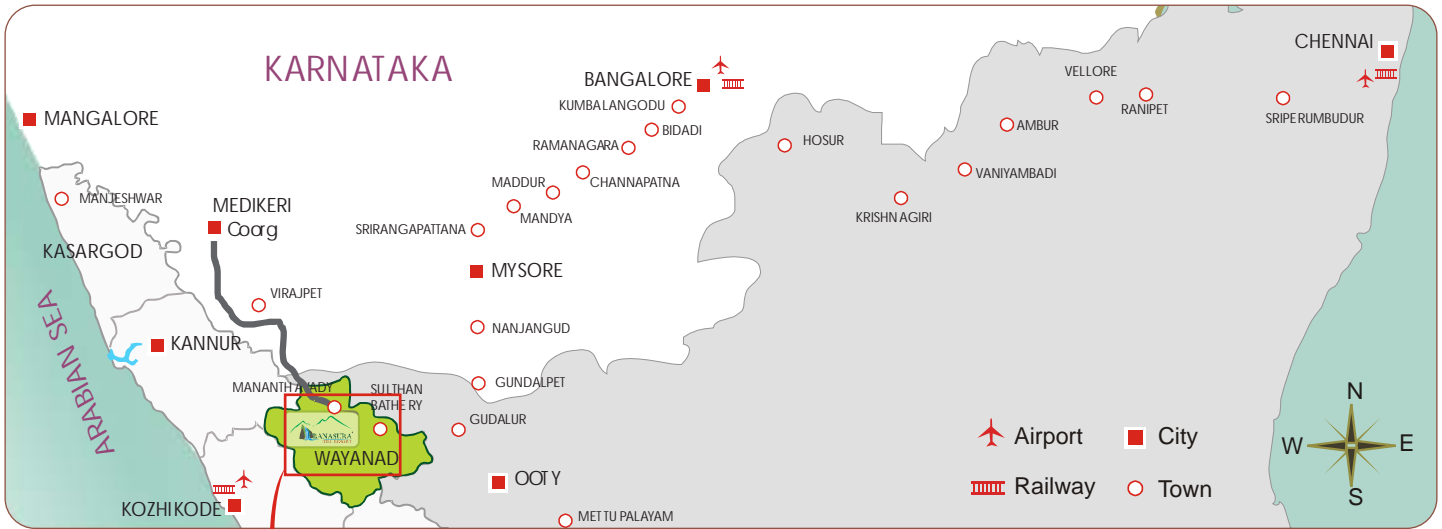 KARNATAKA
CHENNAI
BANGALORE
VELLORE
KUMBALANGODU
RANIPET
SRIPERUMBUDUR
MANGALORE
BIDADI
AMBUR
HOSUR
RAMANAGARA
VANIYAMBADI
CHANNAPATNA
MADDUR
MANJESHWAR
MEDIKERI
Coorg
MANDYA
KRISHNAGIRI
SRIRANGAPATTANA
KASARGOD
MYSORE
VIRAJPET
ARABIAN SEA
NANJANGUD
KANNUR
GUNDALPET
MANANTHAVADY
SULTHAN
BATHERY
GUDALUR
BANASURA
WAYANAD
OOTY
KOZHIKODE
METTUPALAYAM
Airport
City
Railway
Town
N
W
E
S